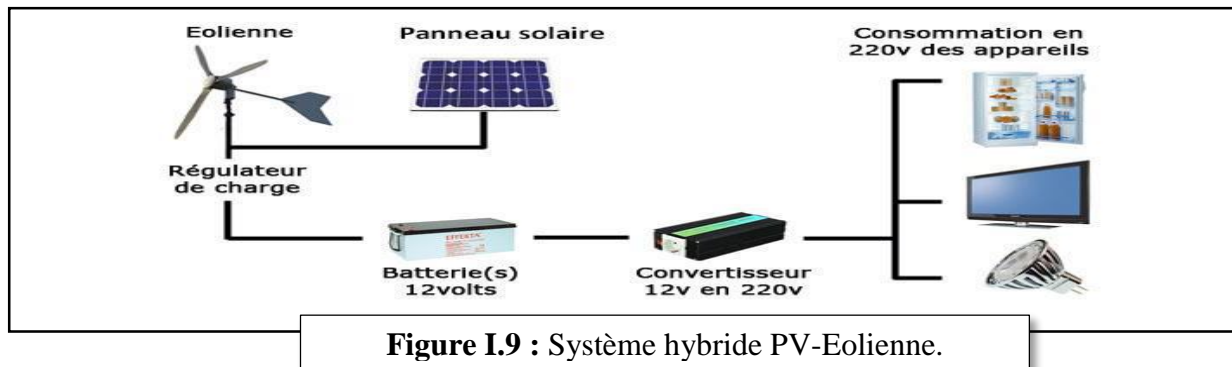 Eolienne
Panneau solaire
Consommation en
220v des appareils
Régulateur
de charge
EFFEKTA
Batterie(s)
12volts
Convertisseur
12v en 220v
Figure I.9 : Système hybride PV-Eolienne.